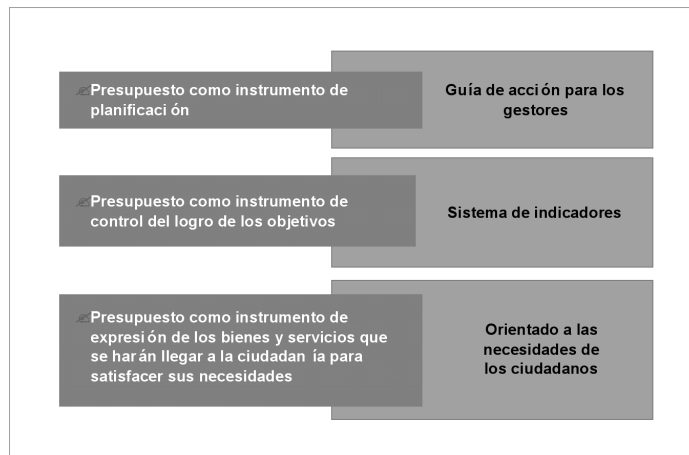 Presupuesto como instrumento de
planificaci ón
Guía de acci ón para los
gestores
Presupuesto como instrumento de
control del logro de los objetivos
Sistema de indicadores
Presupuesto como instrumento de
expresi ón de los bienes y servicios que
se harán llegar a la ciudadan ía para
satisfacer sus necesidades
Orientado a las
necesidades de
los ciudadanos